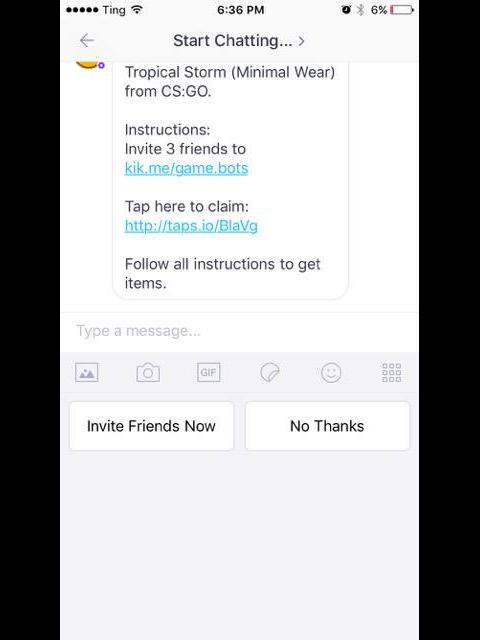 Ting 6:36 PM 6%
Start Chatting... >
Tropical Storm (Minimal Wear)
from CS:GO.
Instructions:
Invite 3 friends to
kik.me/game.bots
Tap here to claim:
http://taps.io/BlaVg
Follow all instructions to get
items.
Type a message...
GIF
Invite Friends Now No Thanks